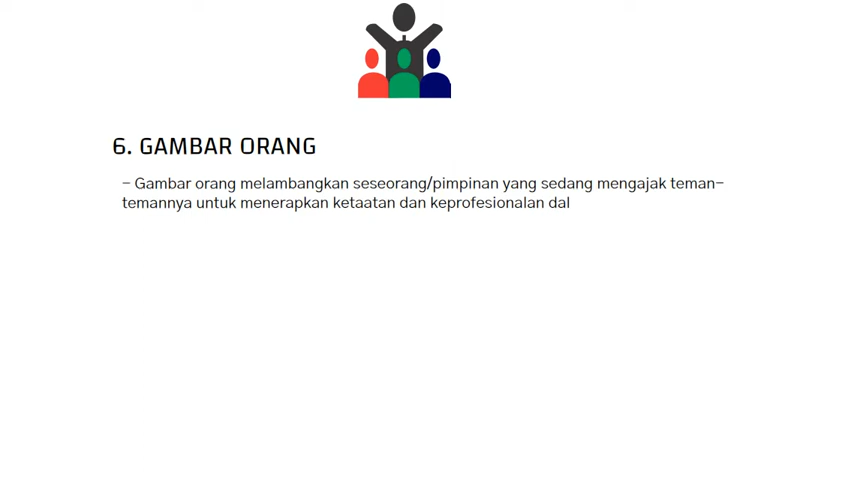 6. GAMBAR ORANG
- Gambar orang melambangkan seseorang/pimpinan yang sedang mengajak teman-
temannya untuk menerapkan ketaatan dan keprofesionalan dal